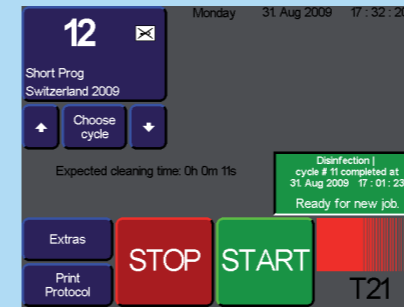 Monday 31. Aug 2009 17 : 32 : 20
12
Short Prog
Switzerland 2009
Choose
cycle
Expected cleaning time: 0h 0m 11s
Disinfection |
cycle # 11 completed at
31. Aug 2009 17 : 01 : 23
Ready for new job.
Extras
Print
Protocol
STOP
START
T21